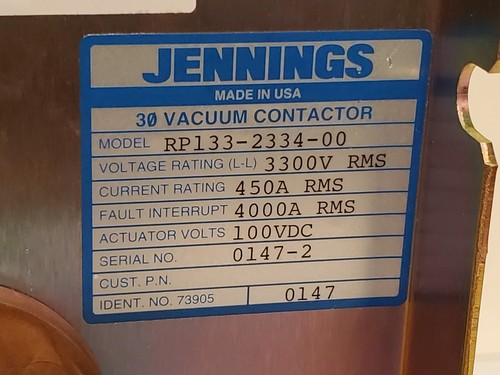 JENNINGS
MADE IN USA
3Ø VACUUM CONTACTOR
MODEL RP133-2334-00
VOLTAGE RATING (L-L) 3300V RMS
CURRENT RATING 450A RMS
FAULT INTERRUPT 4000A RMS
ACTUATOR VOLTS 100VDC
SERIAL NO. 0147-2
CUST. P.N.
IDENT. NO. 73905 0147